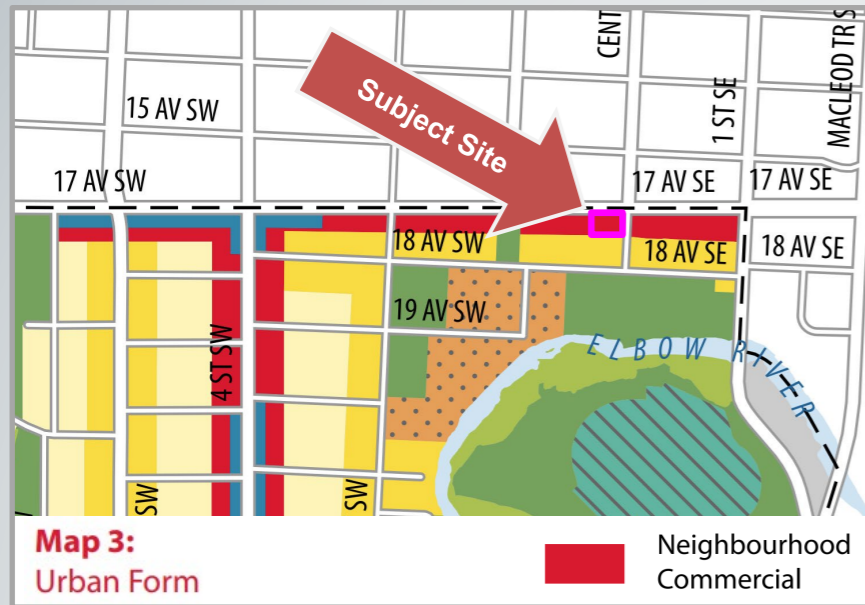 CENT
1 ST SE
MACLEOD TR S
15 AV SW
Subject Site
17 AV SW
17 AV SE
17 AV SE
18 AV SW
18 AV SE
18 AV SE
19 AV SW
4 ST SW
ELBOW RIVER
SW
SW
Map 3:
Urban Form
Neighbourhood
Commercial